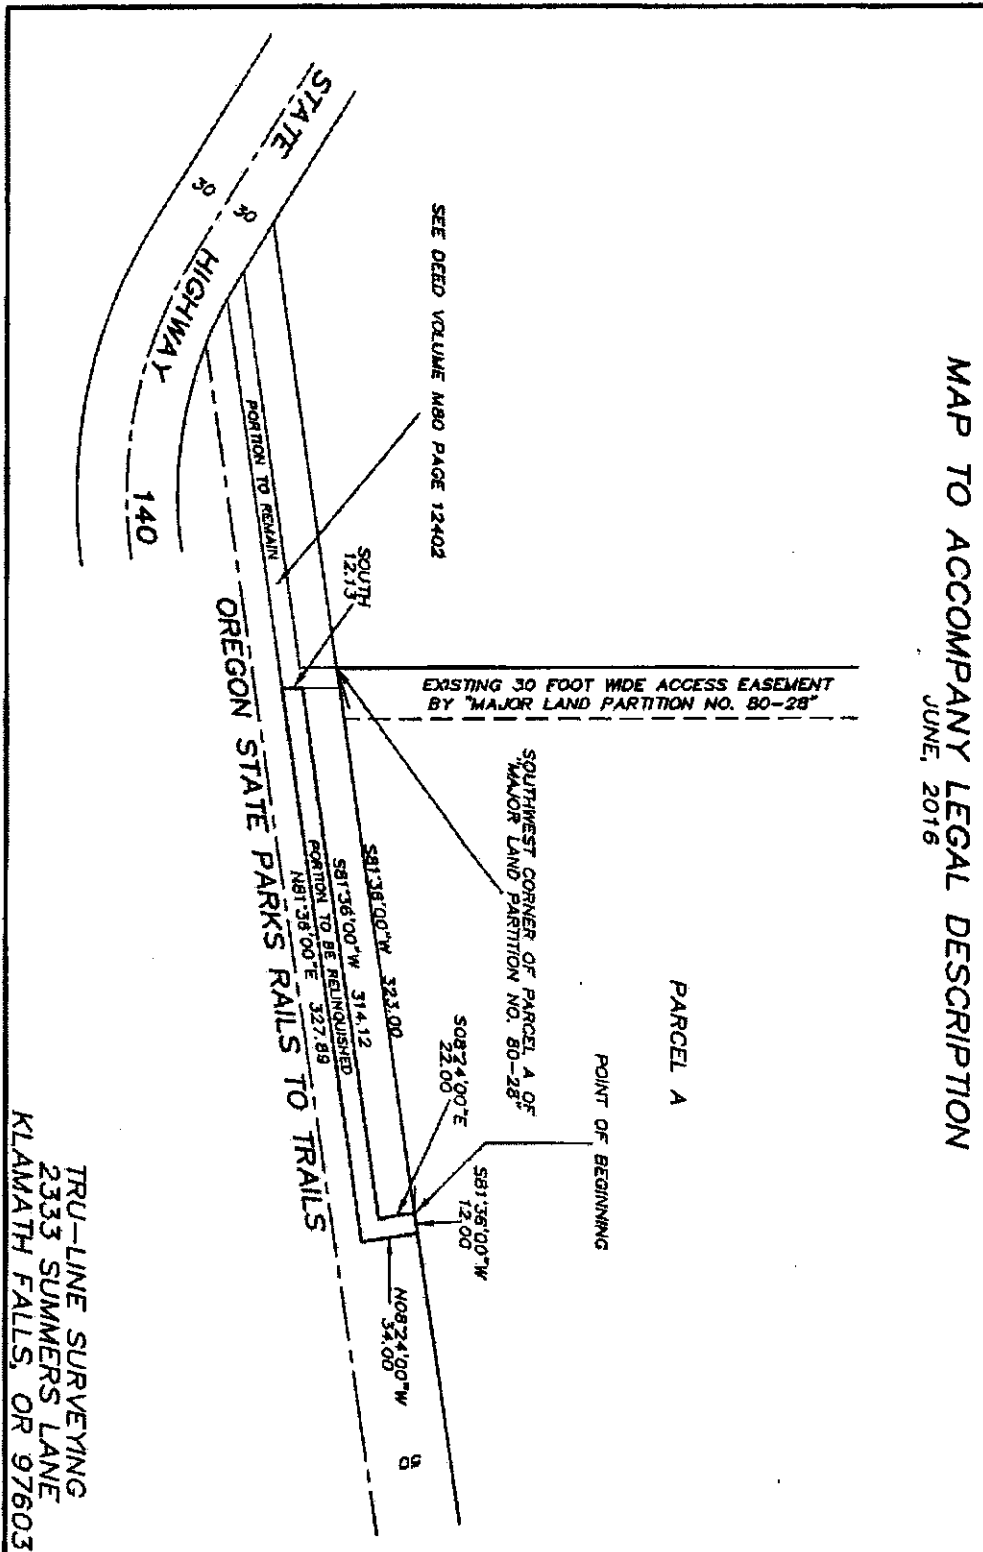 MAP TO ACCOMPANY LEGAL DESCRIPTION
JUNE, 2016
PARCEL A
POINT OF BEGINNING
EXISTING 30 FOOT WIDE ACCESS EASEMENT
BY "MAJOR LAND PARTITION NO. 80-28"
SOUTHWEST CORNER OF PARCEL A OF
"MAJOR LAND PARTITION NO. 80-28"
SEE DEED VOLUME M80 PAGE 12402
SOUTH
12.13
S81°36'00"W
12.00
S08°24'00"E
22.00
N08°24'00"W
34.00
S81°36'00"W 323.00
S81°36'00"W 314.12
PORTION TO BE RELINQUISHED
N81°36'00"E 327.89
PORTION TO REMAIN
STATE
HIGHWAY
140
30
30
OREGON STATE PARKS RAILS TO TRAILS
TRU-LINE SURVEYING
2333 SUMMERS LANE
KLAMATH FALLS, OR 97603